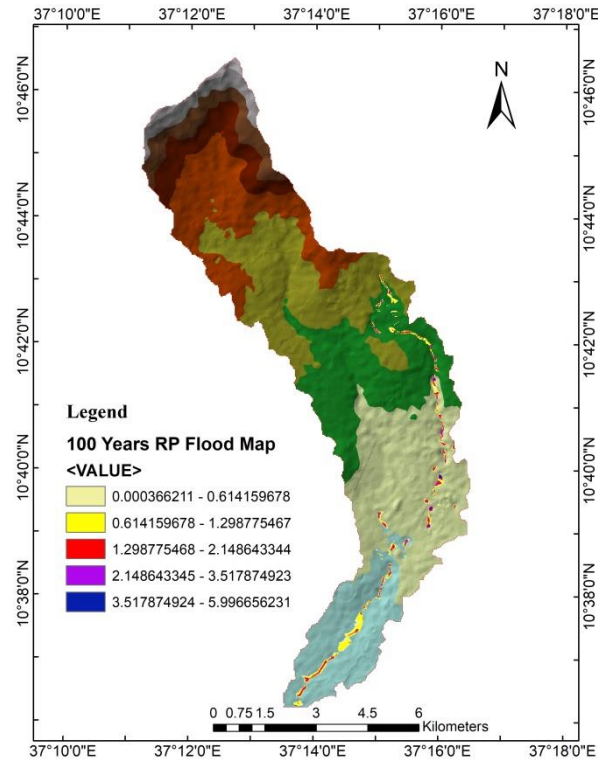 37°10'0"E 37°12'0"E 37°14'0"E 37°16'0"E 37°18'0"E
N
10°46'0"N 10°46'0"N
10°44'0"N 10°44'0"N
10°42'0"N 10°42'0"N
10°40'0"N 10°40'0"N
10°38'0"N 10°38'0"N
Legend
100 Years RP Flood Map
<VALUE>
0.000366211 - 0.614159678
0.614159678 - 1.298775467
1.298775468 - 2.148643344
2.148643345 - 3.517874923
3.517874924 - 5.996656231
0 0.75 1.5 3 4.5 6
Kilometers
37°10'0"E 37°12'0"E 37°14'0"E 37°16'0"E 37°18'0"E